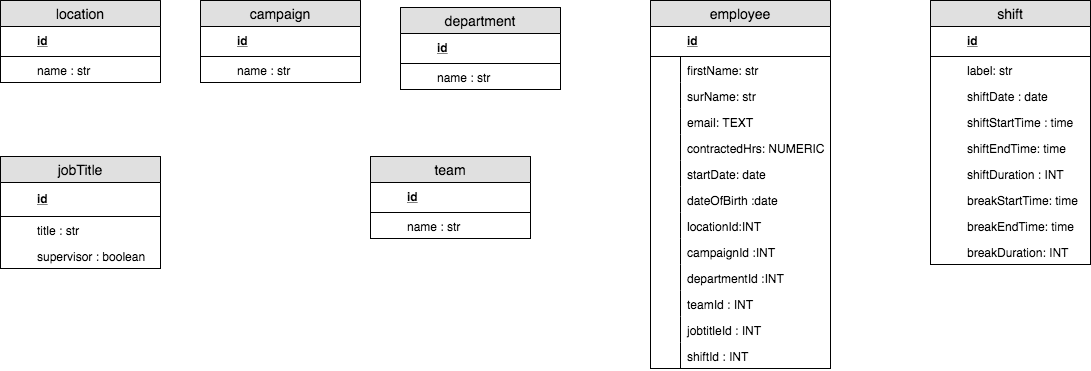 location
id
name : str
campaign
id
name : str
department
id
name : str
employee
id
firstName: str
surName: str
email: TEXT
contractedHrs: NUMERIC
startDate: date
dateOfBirth :date
locationId:INT
campaignId :INT
departmentId :INT
teamId : INT
jobtitleId : INT
shiftId : INT
shift
id
label: str
shiftDate : date
shiftStartTime : time
shiftEndTime: time
shiftDuration : INT
breakStartTime: time
breakEndTime: time
breakDuration: INT
jobTitle
id
title : str
supervisor : boolean
team
id
name : str